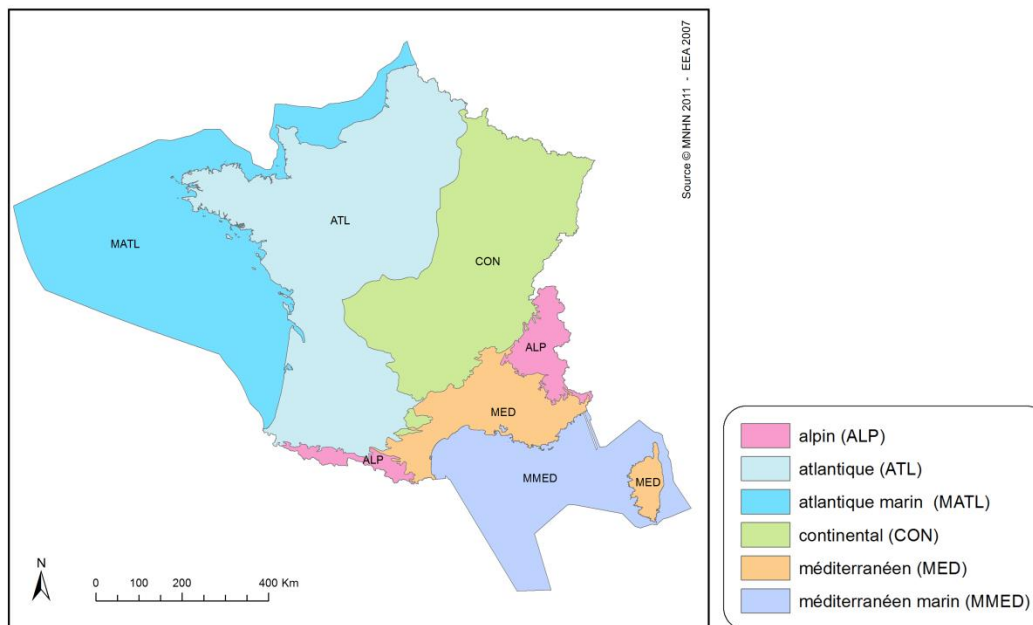 Source © MNHN 2011 - EEA 2007
MATL
ATL
CON
ALP
MED
ALP
MMED
MED
N
0 100 200 400 Km
alpin (ALP)
atlantique (ATL)
atlantique marin (MATL)
continental (CON)
méditerranéen (MED)
méditerranéen marin (MMED)